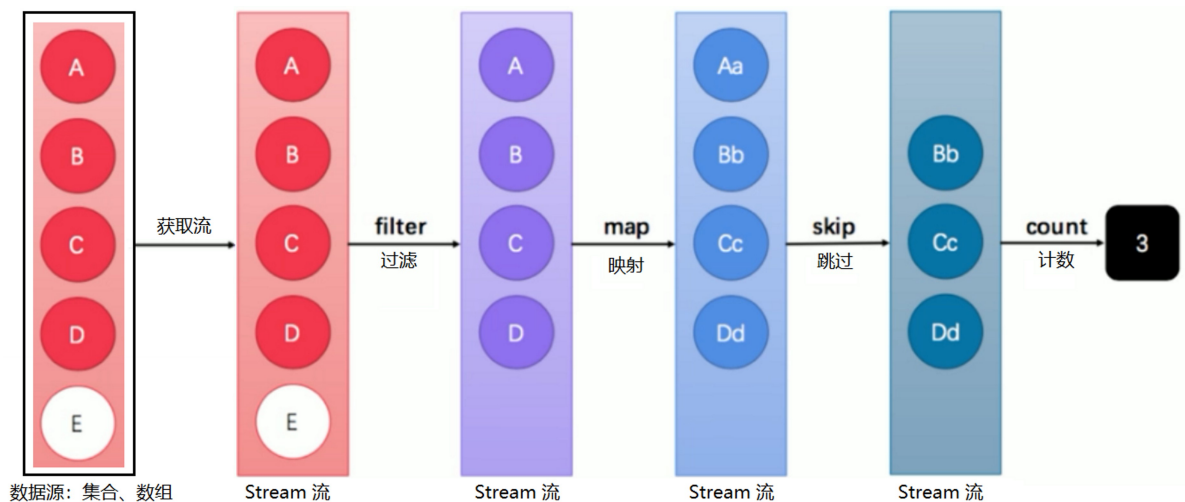 A
B
C
D
E
数据源：集合、数组
获取流
A
B
C
D
E
Stream 流
filter
过滤
A
B
C
D
Stream 流
map
映射
Aa
Bb
Cc
Dd
Stream 流
skip
跳过
Bb
Cc
Dd
Stream 流
count
计数
3